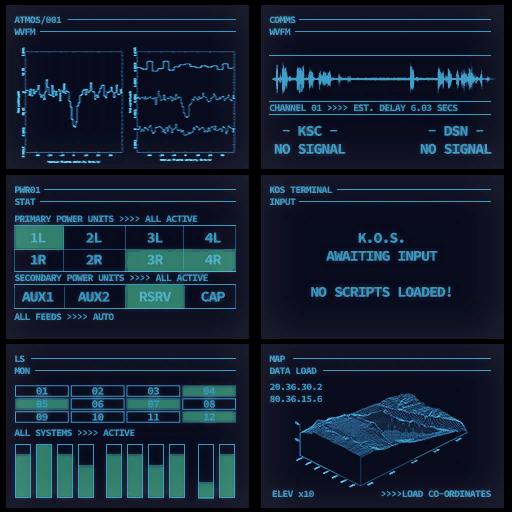 ATMOS/001
WVFM
COMMS
WVFM
CHANNEL 01 >>>> EST. DELAY 6.03 SECS
- KSC -
NO SIGNAL
- DSN -
NO SIGNAL
PWR01
STAT
PRIMARY POWER UNITS >>>> ALL ACTIVE
1L 2L 3L 4L
1R 2R 3R 4R
SECONDARY POWER UNITS >>>> ALL ACTIVE
AUX1 AUX2 RSRV CAP
ALL FEEDS >>>> AUTO
KOS TERMINAL
INPUT
K.O.S.
AWAITING INPUT
NO SCRIPTS LOADED!
LS
MON
01 02 03 04
05 06 07 08
09 10 11 12
ALL SYSTEMS >>>> ACTIVE
MAP
DATA LOAD
20.36.30.2
80.36.15.6
ELEV x10
>>>>LOAD CO-ORDINATES